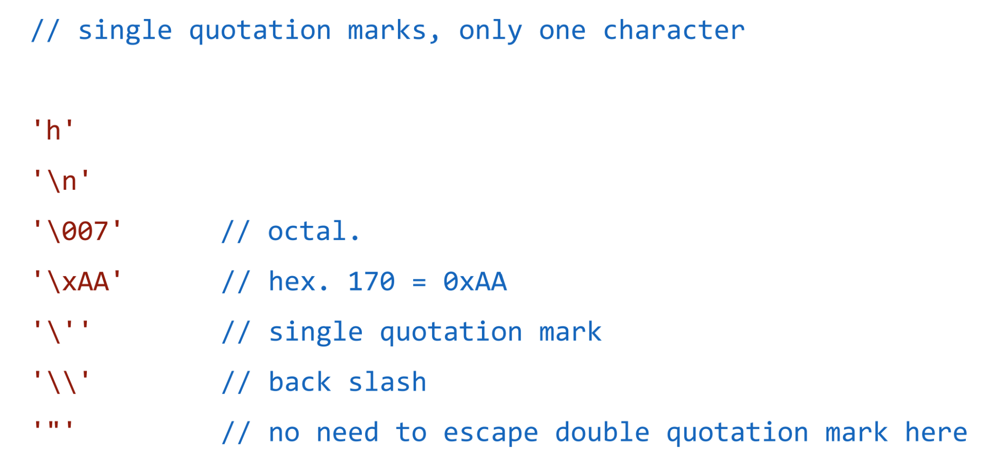 // single quotation marks, only one character
'h'
'\n'
'\007' // octal.
'\xAA' // hex. 170 = 0xAA
'\'' // single quotation mark
'\\' // back slash
'"' // no need to escape double quotation mark here